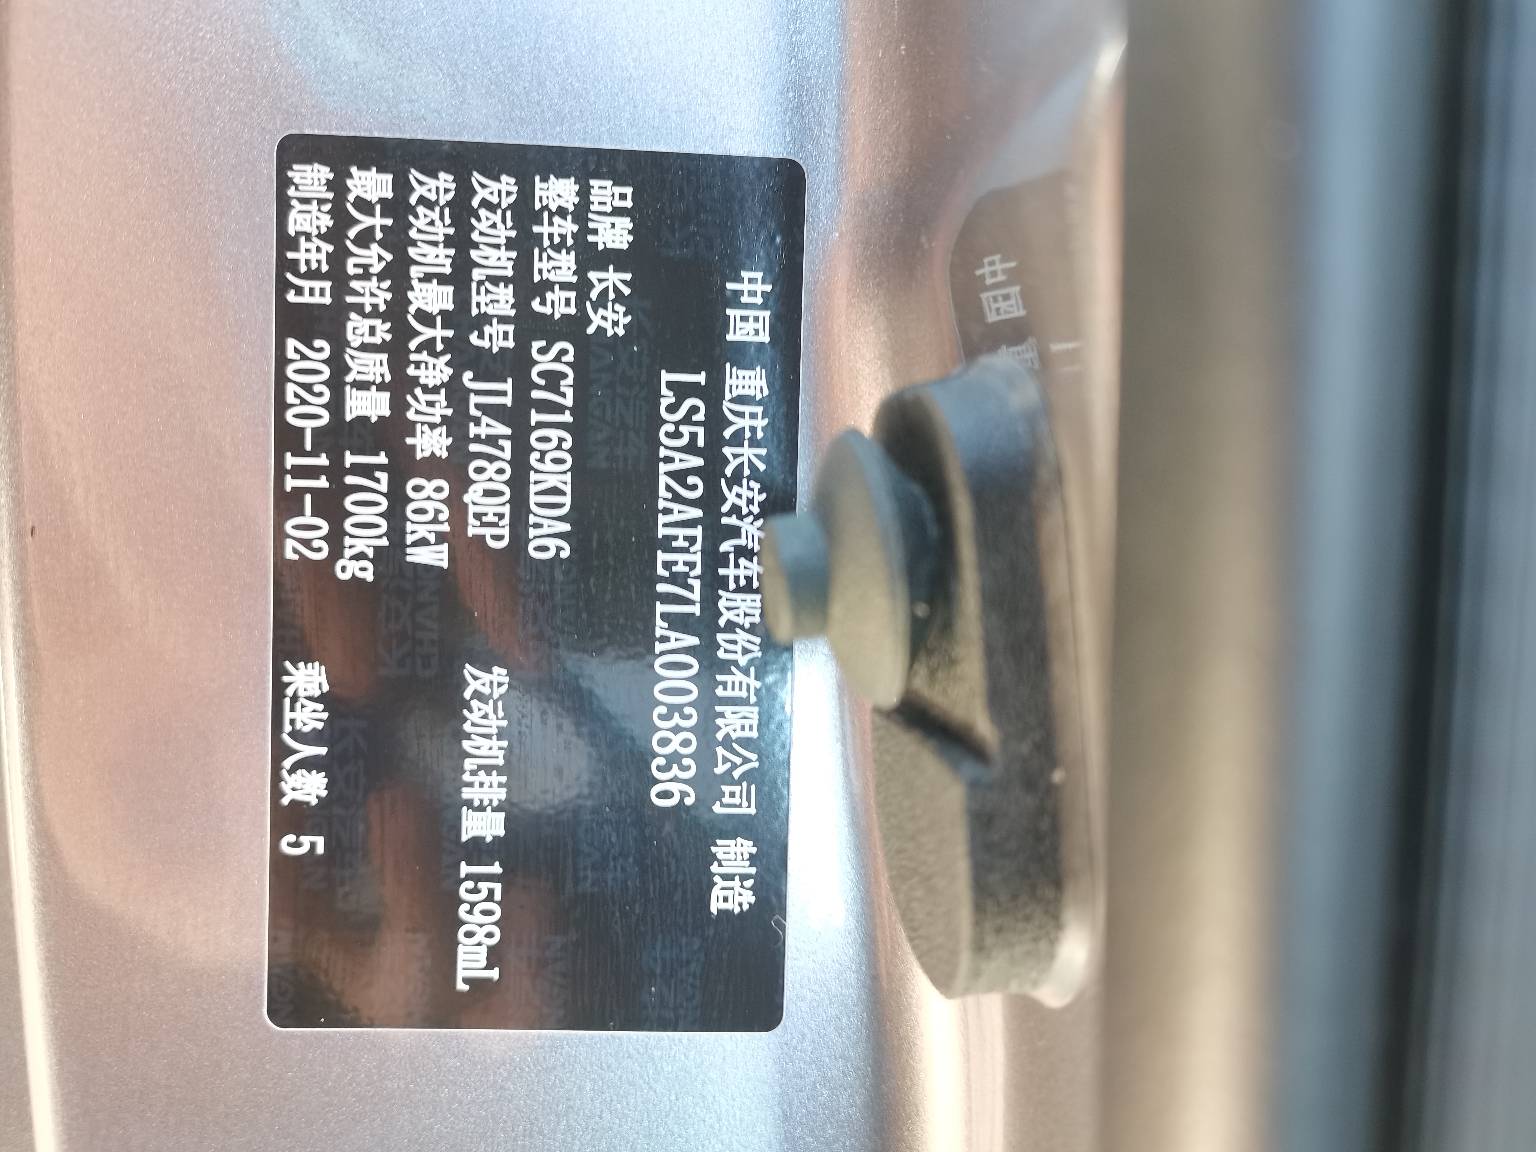 中国 重庆长安汽车股份有限公司 制造
LS5A2AFE7LA003836
品牌 长安
整车型号 SC7169KDA6
发动机型号 JL478QEP 发动机排量 1598mL
发动机最大净功率 86kW
最大允许总质量 1700kg
制造年月 2020-11-02 乘坐人数 5
中国 重